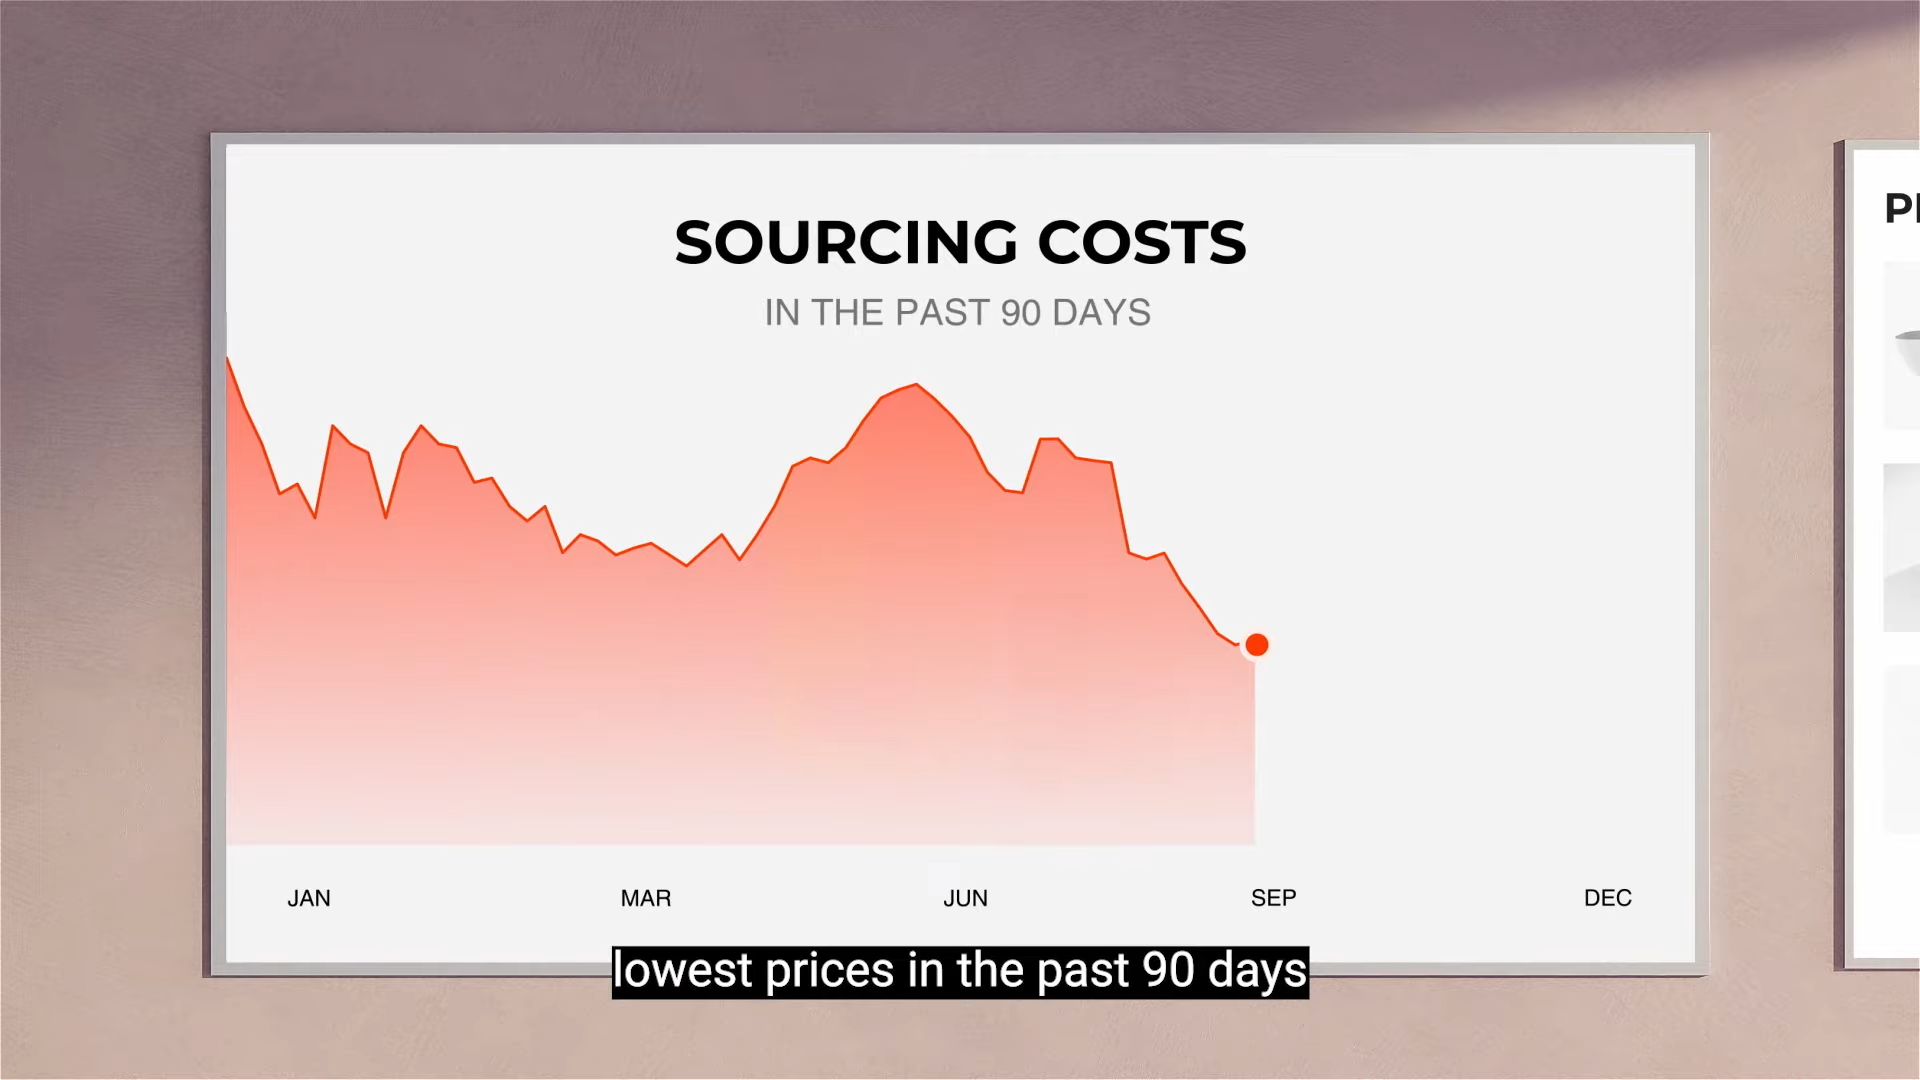 SOURCING COSTS
IN THE PAST 90 DAYS
JAN MAR JUN SEP DEC
lowest prices in the past 90 days